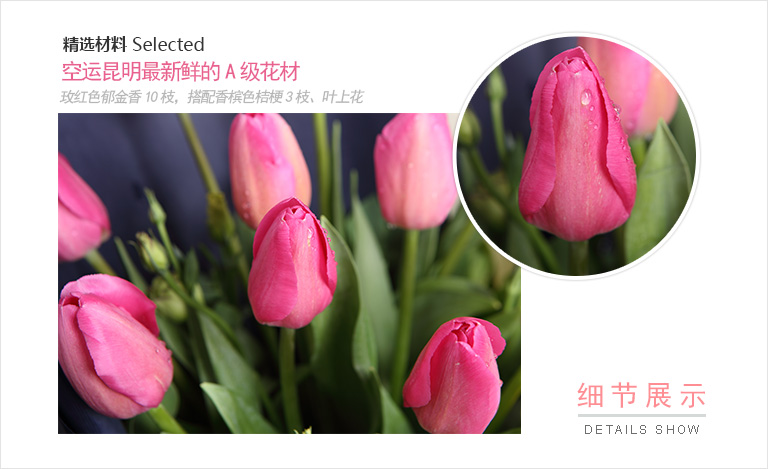 精选材料 Selected
空运昆明最新鲜的 A 级花材
玫红色郁金香 10 枝，搭配香槟色桔梗 3 枝、叶上花
细节展示
DETAILS SHOW